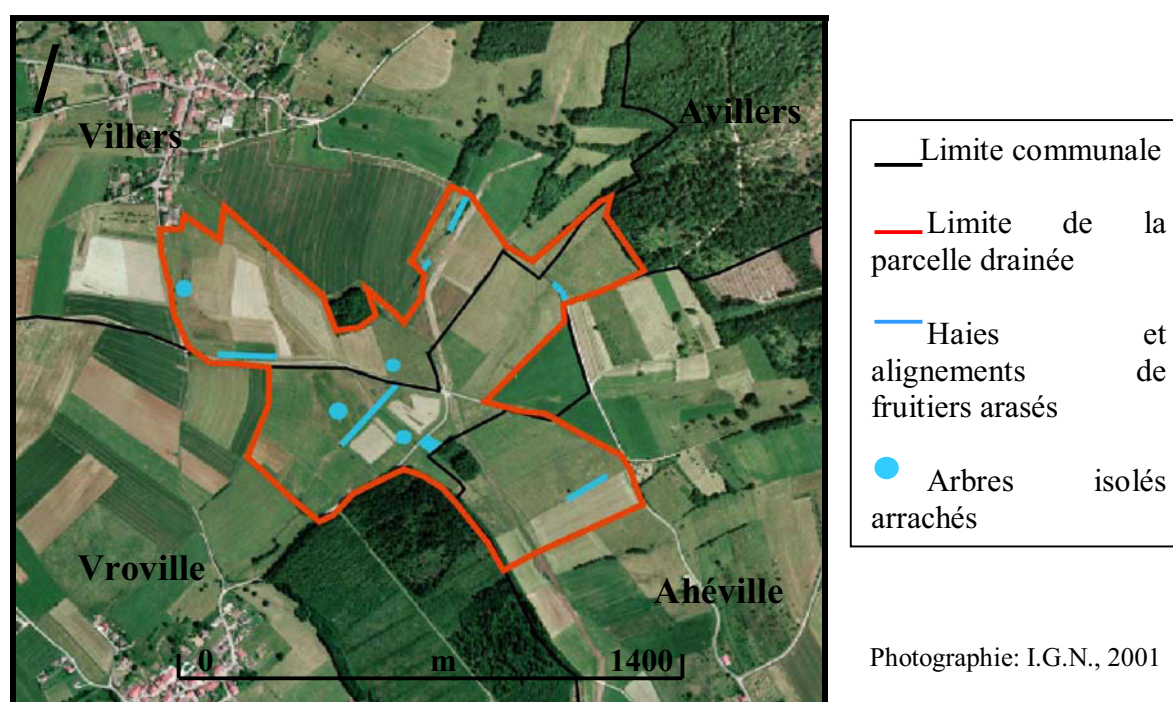 Avillers
Villers
Vroville
Ahéville
0 m 1400
Limite communale
Limite de la
parcelle drainée
Haies et
alignements de
fruitiers arasés
Arbres isolés
arrachés
Photographie: I.G.N., 2001